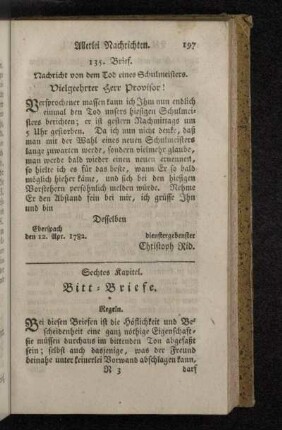 Allerlei Nachrichten. 197
135. Brief.
Nachricht von dem Tod eines Schulmeisters.
Vielgeehrter Herr Provisor!
Versprochener massen kann ich Ihm nun endlich
einmal den Tod unsers hiesigen Schulmei-
sters berichten; er ist gestern Nachmittags um
5 Uhr gestorben. Da ich nun nicht denke, daß
man mit der Wahl eines neuen Schulmeisters
lange zuwarten werde, sondern vielmehr glaube,
man werde bald wieder einen neuen ernennen,
so hielte ich es für das beste, wann Er so bald
möglich hieher käme, und sich bei den hiesigen
Vorstehern persöhnlich melden würde. Nehme
Er den Abstand sein bei mir, ich grüsse Ihn
und bin
Desselben
Eberspach dienstergebenster
den 12. Apr. 1782. Christoph Rid.
Sechtes Kapitel.
Bitt-Briefe.
Regeln.
Bei diesen Briefen ist die Höflichkeit und Be-
scheidenheit eine ganz nöthige Eigenschaft-
sie müssen durchaus im bittenden Ton abgefaßt
sein; selbst auch dasjenige, was der Freund
beinahe unter keinerlei Vorwand abschlagen kann,
N 3 darf